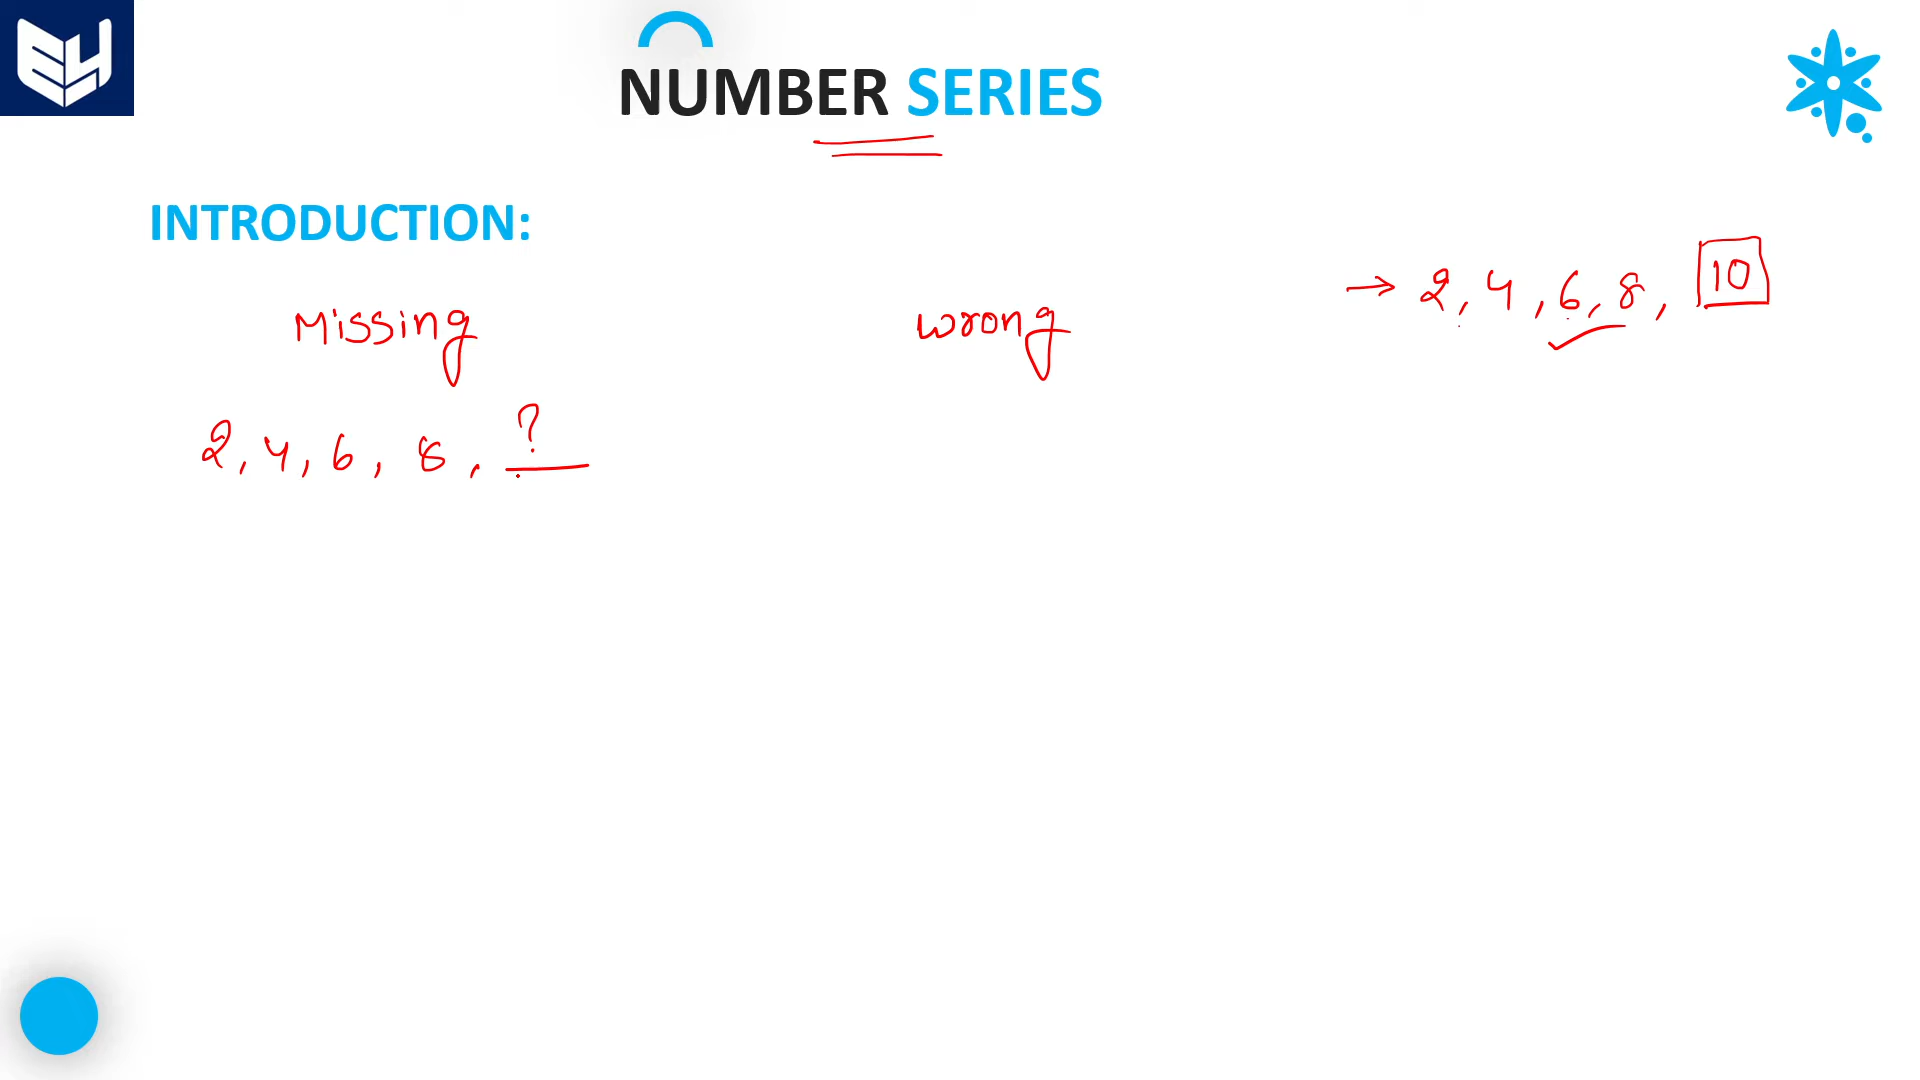 NUMBER SERIES
INTRODUCTION:
→ 2, 4, 6, 8, 10
Missing
wrong
2, 4, 6, 8, ?